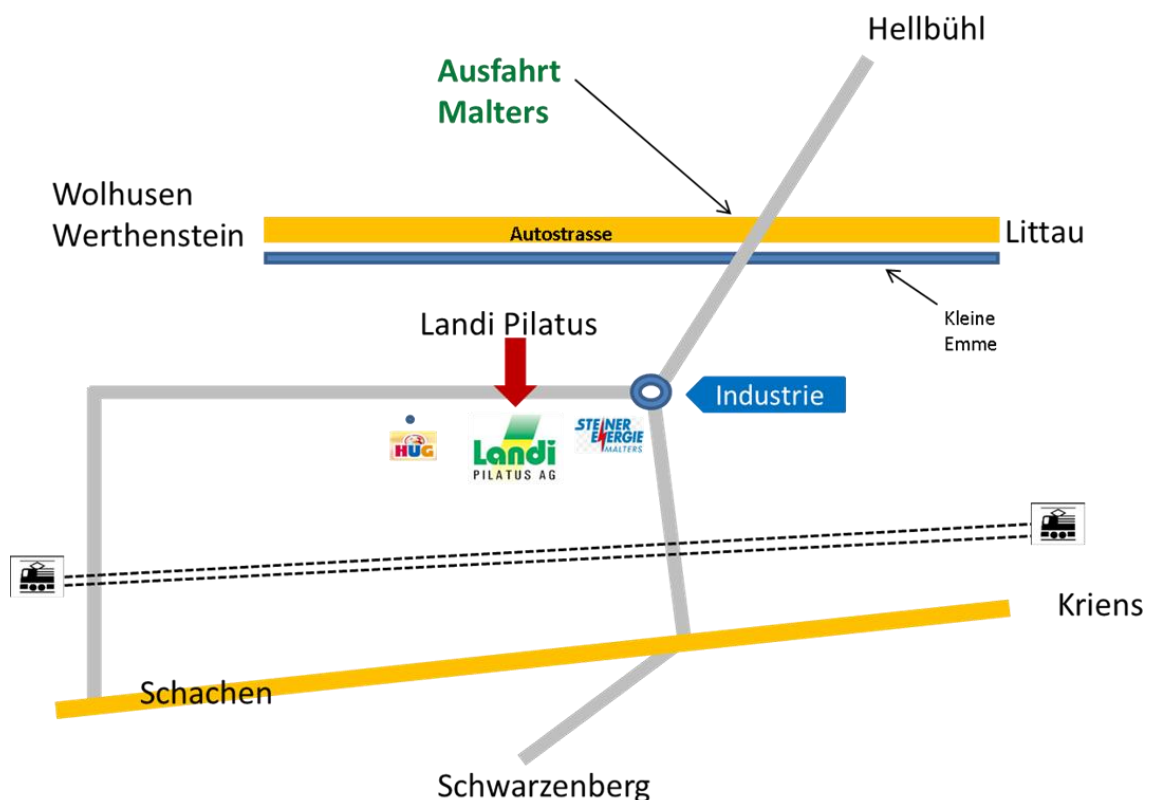 Hellbühl
Ausfahrt
Malters
Wolhusen
Werthenstein
Autostrasse
Littau
Kleine
Emme
Landi Pilatus
Industrie
HUG
Landi
PILATUS AG
STEINER
ENERGIE
MALTERS
Kriens
Schachen
Schwarzenberg